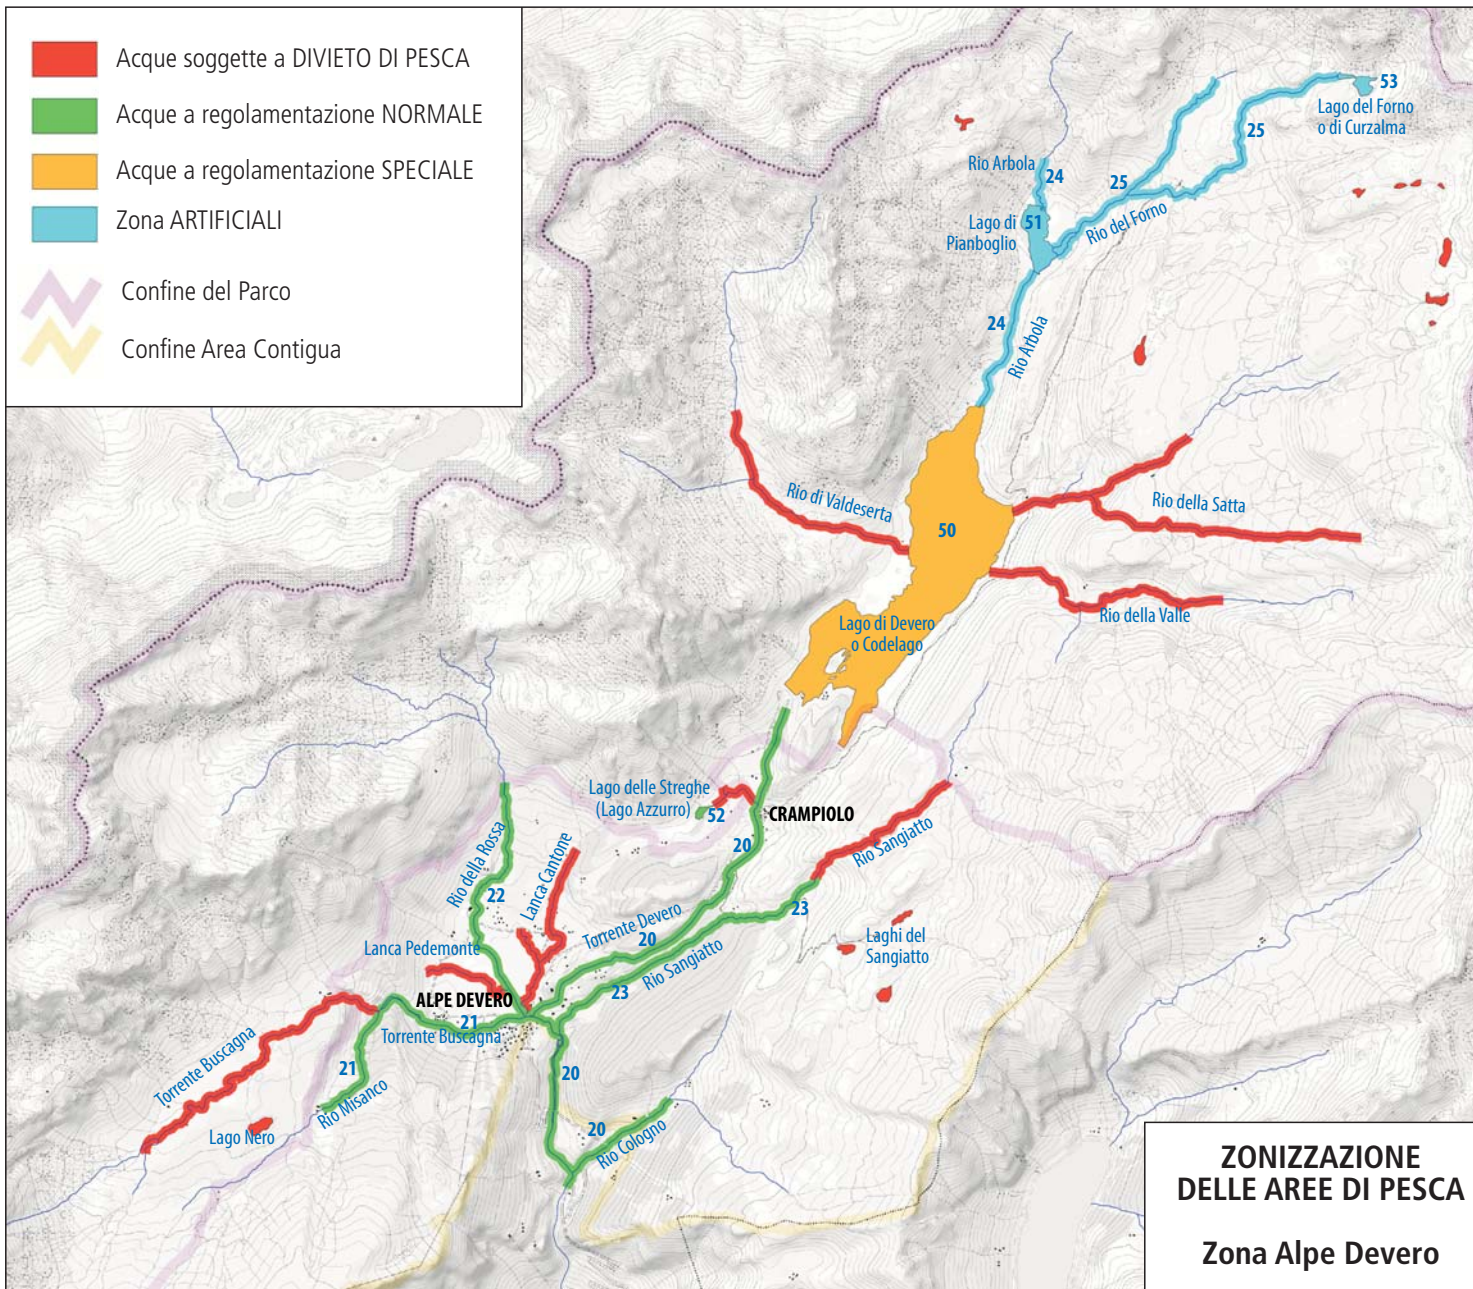 Acque soggette a DIVIETO DI PESCA
Acque a regolamentazione NORMALE
Acque a regolamentazione SPECIALE
Zona ARTIFICIALI
Confine del Parco
Confine Area Contigua
53
Lago del Forno
o di Curzalma
25
25
Rio Arbola
24
51
Lago di
Pianboglio
Rio del Forno
24
Rio Arbola
Rio di Valdeserta
50
Rio della Satta
Rio della Valle
Lago di Devero
o Codelago
Lago delle Streghe
(Lago Azzurro)
52
CRAMPIOLO
20
Rio Sangiatto
Rio della Rossa
22
Lanca Cantone
Torrente Devero
20
23
Laghi del
Sangiatto
Lanca Pedemonte
Rio Sangiatto
23
ALPE DEVERO
21
Torrente Buscagna
Torrente Buscagna
21
Rio Misanco
20
Lago Nero
20
Rio Cologno
ZONIZZAZIONE
DELLE AREE DI PESCA
Zona Alpe Devero